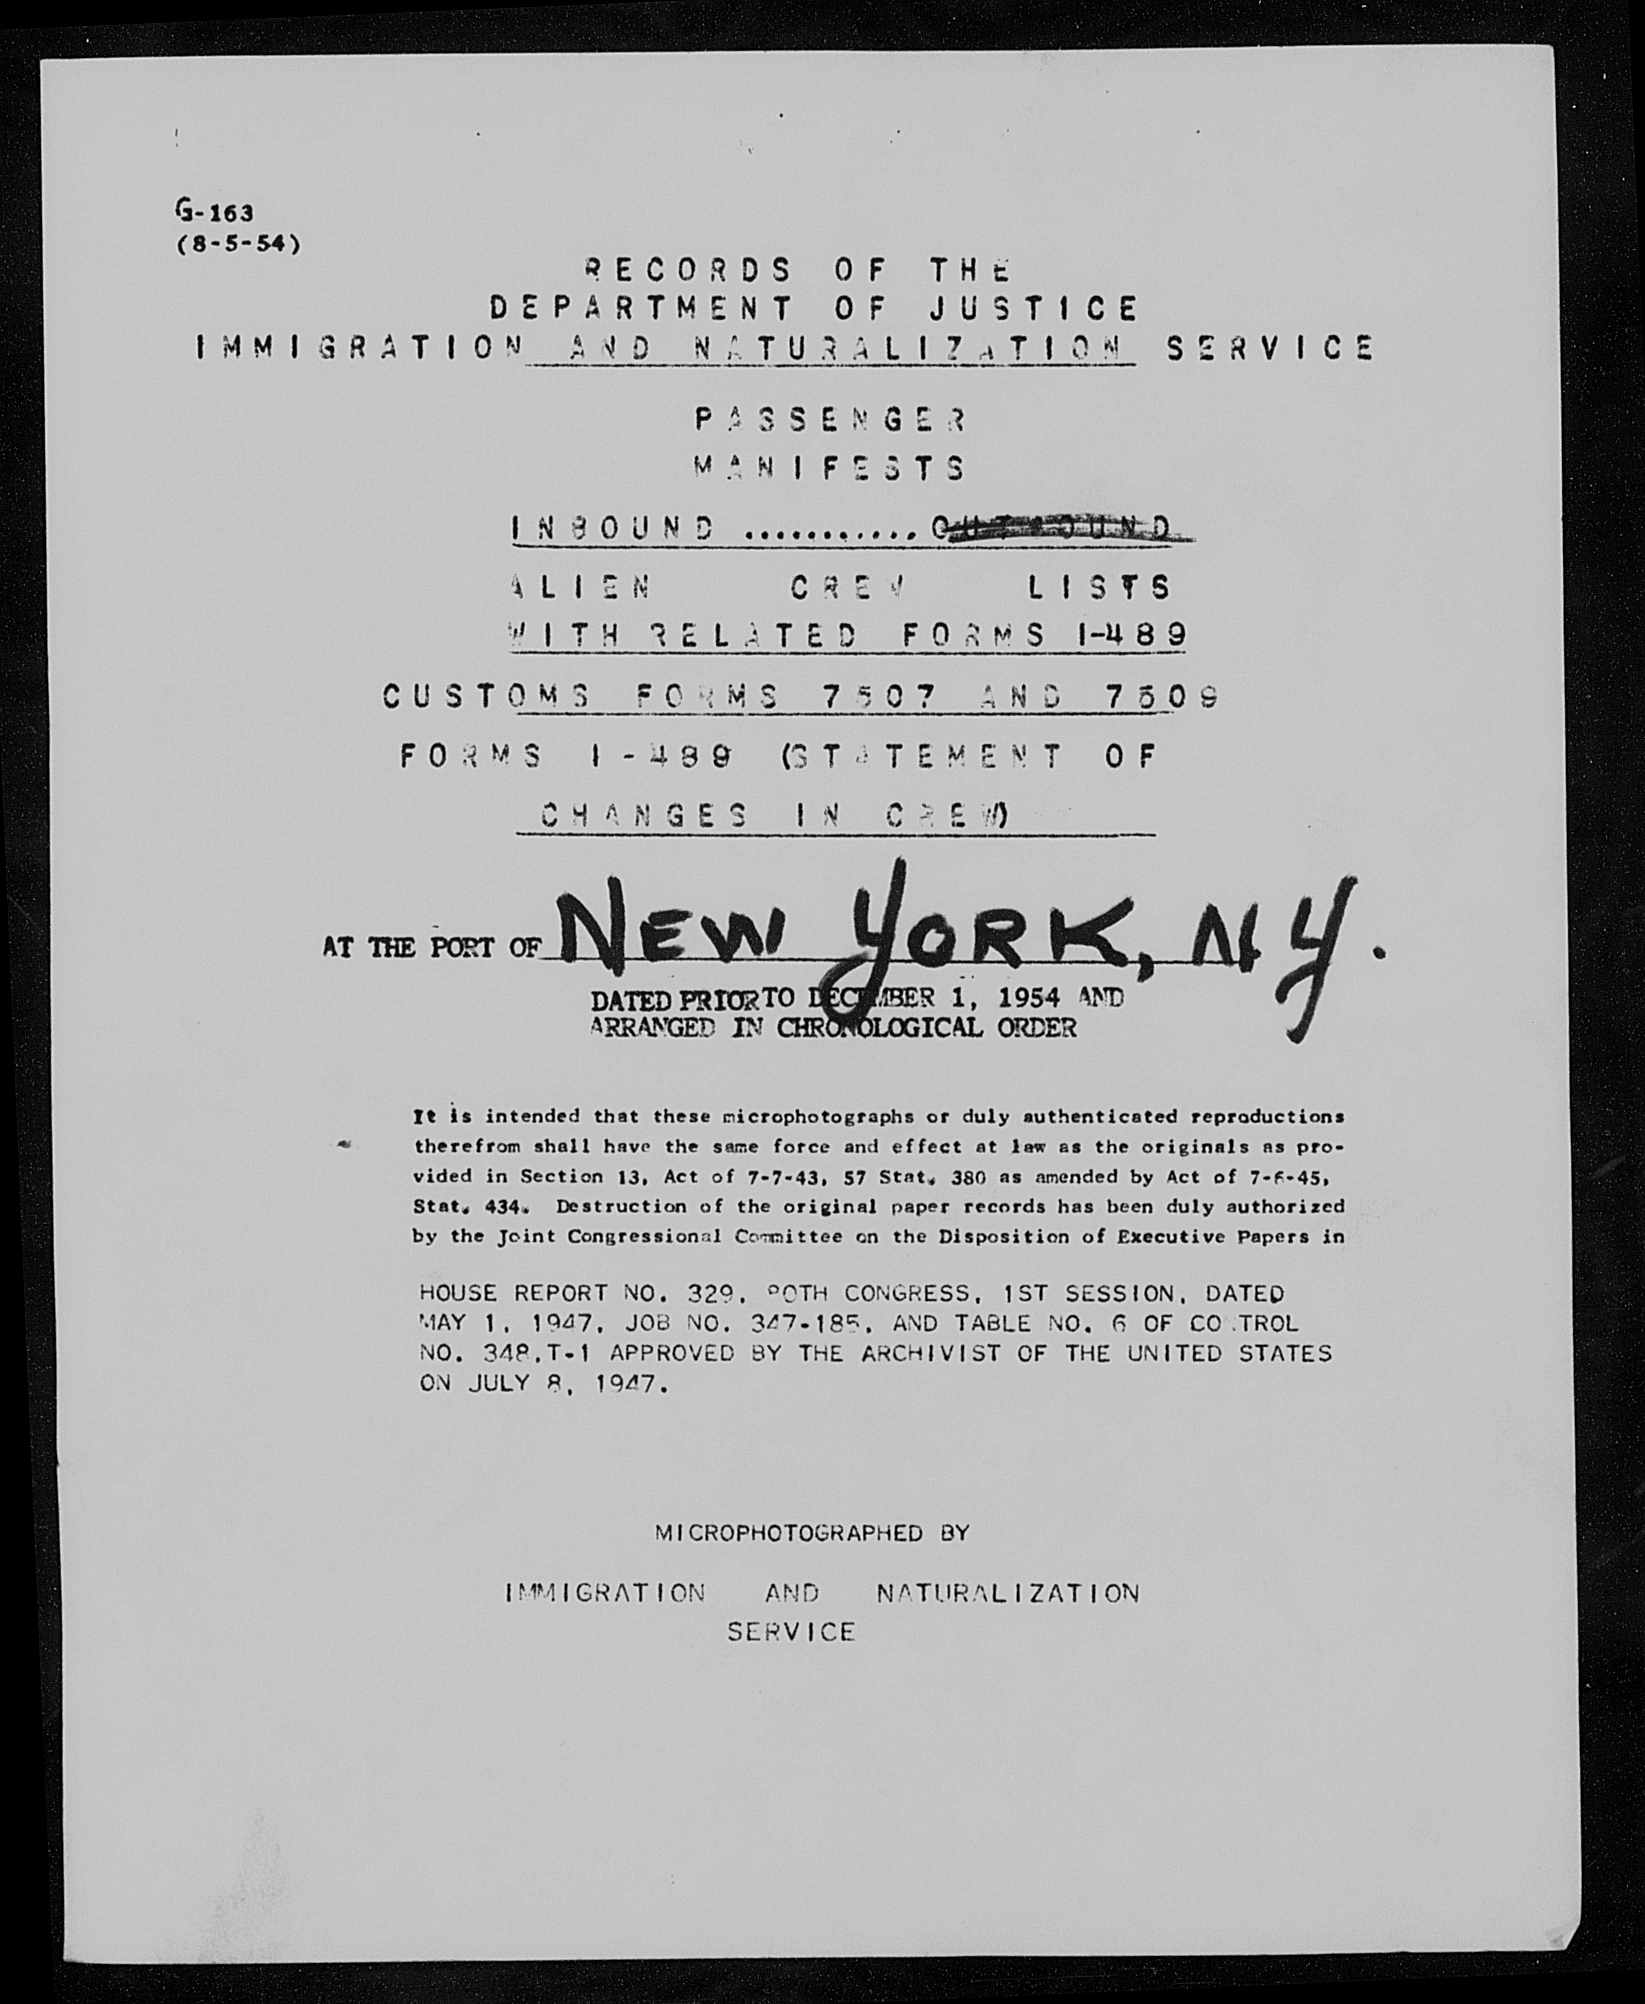 G-163
(8-5-54)
RECORDS OF THE
DEPARTMENT OF JUSTICE
IMMIGRATION AND NATURALIZATION SERVICE
PASSENGER
MANIFESTS
INBOUND ........... OUTBOUND
ALIEN CREW LISTS
WITH RELATED FORMS I-489
CUSTOMS FORMS 7507 AND 7509
FORMS I-489 (STATEMENT OF
CHANGES IN CREW)
AT THE PORT OF NEW YORK, NY.
DATED PRIOR TO DECEMBER 1, 1954 AND
ARRANGED IN CHRONOLOGICAL ORDER
It is intended that these microphotographs or duly authenticated reproductions
therefrom shall have the same force and effect at law as the originals as pro-
vided in Section 13, Act of 7-7-43, 57 Stat. 380 as amended by Act of 7-6-45,
Stat. 434. Destruction of the original paper records has been duly authorized
by the Joint Congressional Committee on the Disposition of Executive Papers in
HOUSE REPORT NO. 329, 80TH CONGRESS, 1ST SESSION, DATED
MAY 1, 1947, JOB NO. 347-185, AND TABLE NO. 6 OF CONTROL
NO. 348,T-1 APPROVED BY THE ARCHIVIST OF THE UNITED STATES
ON JULY 8, 1947.
MICROPHOTOGRAPHED BY
IMMIGRATION AND NATURALIZATION
SERVICE